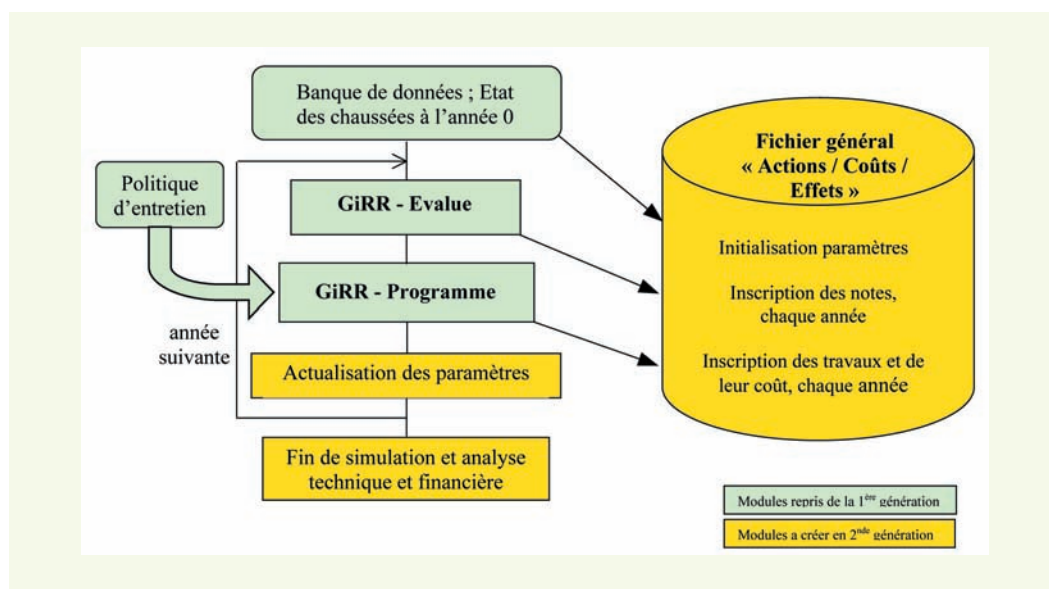 Banque de données ; Etat
des chaussées à l'année 0
Politique
d'entretien
GiRR - Evalue
GiRR - Programme
année
suivante
Actualisation des paramètres
Fin de simulation et analyse
technique et financière
Fichier général
« Actions / Coûts /
Effets »
Initialisation paramètres
Inscription des notes,
chaque année
Inscription des travaux et de
leur coût, chaque année
Modules repris de la 1ère génération
Modules a créer en 2nde génération